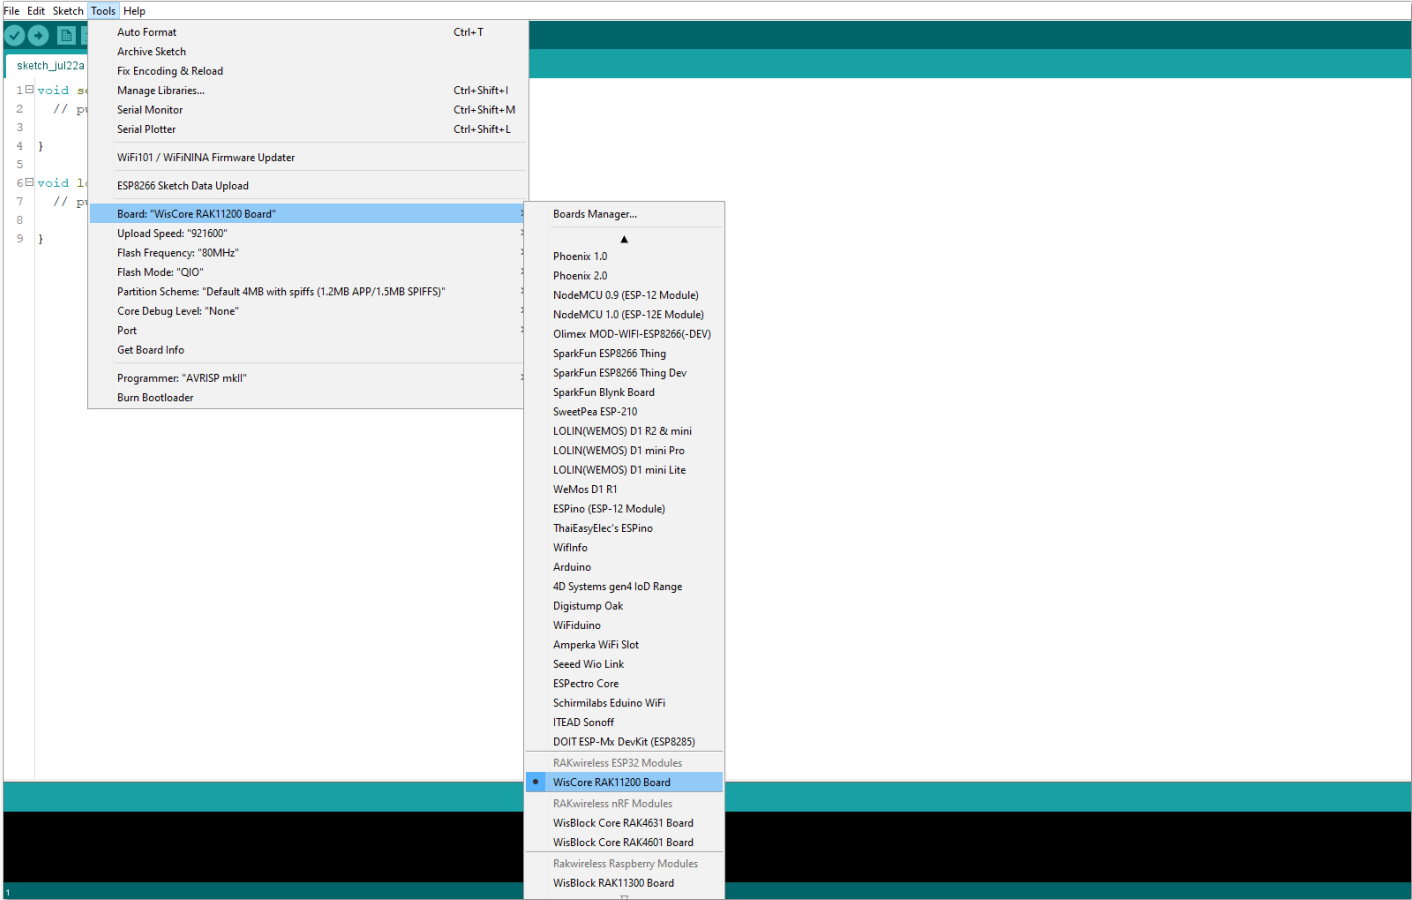 File Edit Sketch Tools Help
sketch_jul22a
1 void se
2 // pu
3
4 }
5
6 void lo
7 // pu
8
9 }
Auto Format Ctrl+T
Archive Sketch
Fix Encoding & Reload
Manage Libraries... Ctrl+Shift+I
Serial Monitor Ctrl+Shift+M
Serial Plotter Ctrl+Shift+L
WiFi101 / WiFiNINA Firmware Updater
ESP8266 Sketch Data Upload
Board: "WisCore RAK11200 Board"
Upload Speed: "921600"
Flash Frequency: "80MHz"
Flash Mode: "QIO"
Partition Scheme: "Default 4MB with spiffs (1.2MB APP/1.5MB SPIFFS)"
Core Debug Level: "None"
Port
Get Board Info
Programmer: "AVRISP mkII"
Burn Bootloader
Boards Manager...
Phoenix 1.0
Phoenix 2.0
NodeMCU 0.9 (ESP-12 Module)
NodeMCU 1.0 (ESP-12E Module)
Olimex MOD-WIFI-ESP8266(-DEV)
SparkFun ESP8266 Thing
SparkFun ESP8266 Thing Dev
SparkFun Blynk Board
SweetPea ESP-210
LOLIN(WEMOS) D1 R2 & mini
LOLIN(WEMOS) D1 mini Pro
LOLIN(WEMOS) D1 mini Lite
WeMos D1 R1
ESPino (ESP-12 Module)
ThaiEasyElec's ESPino
WifInfo
Arduino
4D Systems gen4 IoD Range
Digistump Oak
WiFiduino
Amperka WiFi Slot
Seeed Wio Link
ESPectro Core
Schirmilabs Eduino WiFi
ITEAD Sonoff
DOIT ESP-Mx DevKit (ESP8285)
RAKwireless ESP32 Modules
WisCore RAK11200 Board
RAKwireless nRF Modules
WisBlock Core RAK4631 Board
WisBlock Core RAK4601 Board
Rakwireless Raspberry Modules
WisBlock RAK11300 Board
1